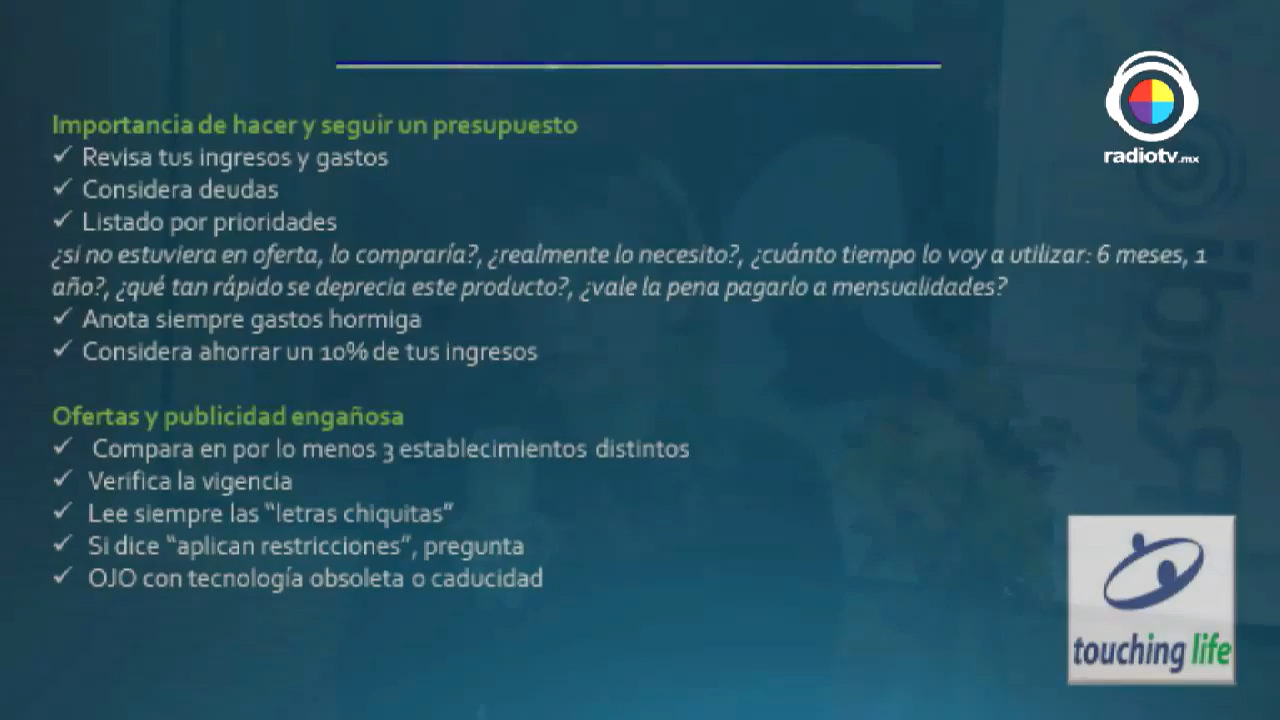 radiotv.mx
Importancia de hacer y seguir un presupuesto
✓ Revisa tus ingresos y gastos
✓ Considera deudas
✓ Listado por prioridades
¿si no estuviera en oferta, lo compraría?, ¿realmente lo necesito?, ¿cuánto tiempo lo voy a utilizar: 6 meses, 1
año?, ¿qué tan rápido se deprecia este producto?, ¿vale la pena pagarlo a mensualidades?
✓ Anota siempre gastos hormiga
✓ Considera ahorrar un 10% de tus ingresos
Ofertas y publicidad engañosa
✓ Compara en por lo menos 3 establecimientos distintos
✓ Verifica la vigencia
✓ Lee siempre las “letras chiquitas”
✓ Si dice “aplican restricciones”, pregunta
✓ OJO con tecnología obsoleta o caducidad
touching life